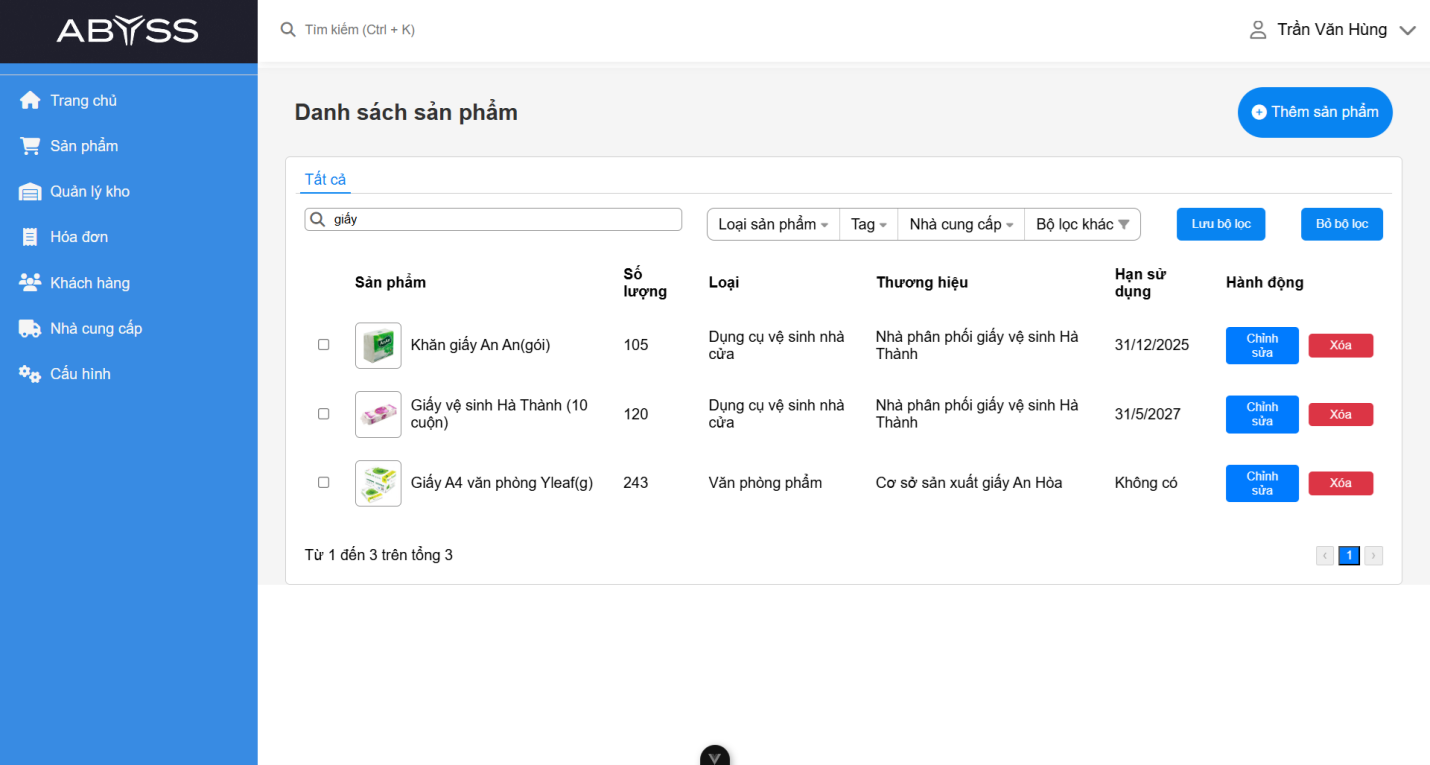 ABYSS
Tìm kiếm (Ctrl + K)
Trần Văn Hùng
Trang chủ
Sản phẩm
Quản lý kho
Hóa đơn
Khách hàng
Nhà cung cấp
Cấu hình
Danh sách sản phẩm
Thêm sản phẩm
Tất cả
giấy
Loại sản phẩm
Tag
Nhà cung cấp
Bộ lọc khác
Lưu bộ lọc
Bỏ bộ lọc
Sản phẩm
Số
lượng
Loại
Thương hiệu
Hạn sử
dụng
Hành động
Khăn giấy An An(gói)
105
Dụng cụ vệ sinh nhà
cửa
Nhà phân phối giấy vệ sinh Hà
Thành
31/12/2025
Chỉnh
sửa
Xóa
Giấy vệ sinh Hà Thành (10
cuộn)
120
Dụng cụ vệ sinh nhà
cửa
Nhà phân phối giấy vệ sinh Hà
Thành
31/5/2027
Chỉnh
sửa
Xóa
Giấy A4 văn phòng Yleaf(g)
243
Văn phòng phẩm
Cơ sở sản xuất giấy An Hòa
Không có
Chỉnh
sửa
Xóa
Từ 1 đến 3 trên tổng 3
‹ 1 ›